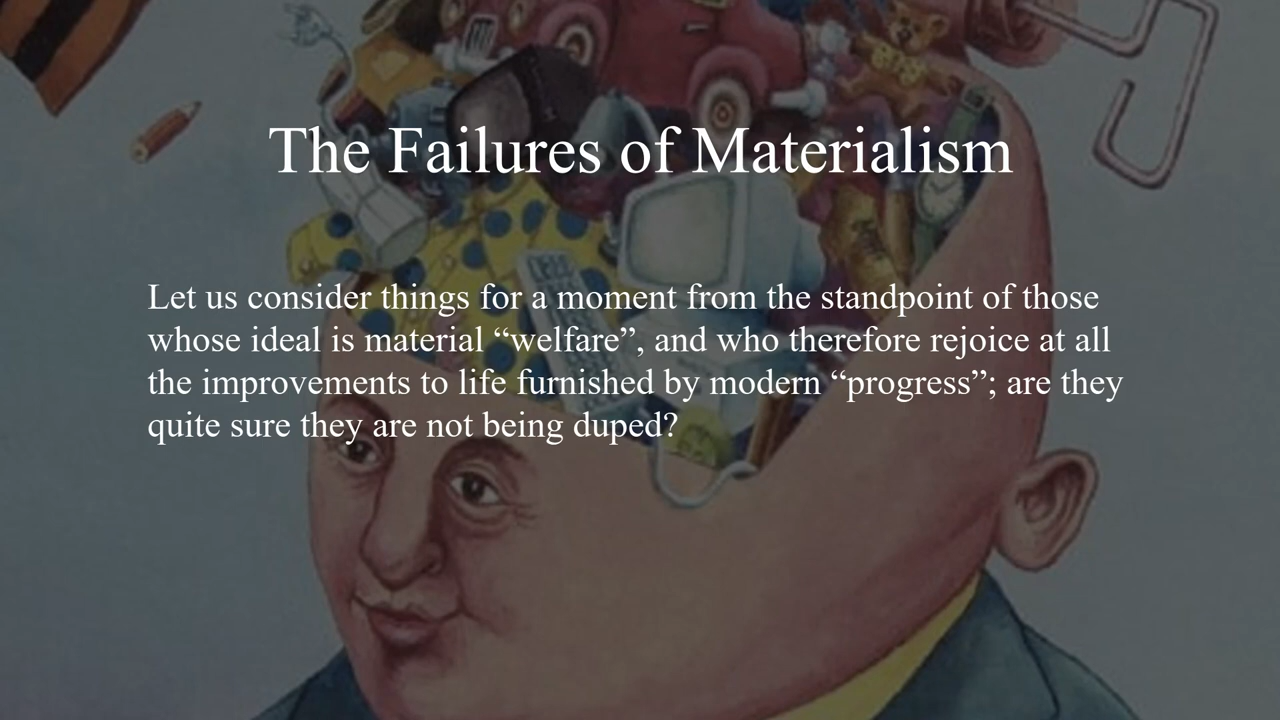 The Failures of Materialism
Let us consider things for a moment from the standpoint of those
whose ideal is material “welfare”, and who therefore rejoice at all
the improvements to life furnished by modern “progress”; are they
quite sure they are not being duped?